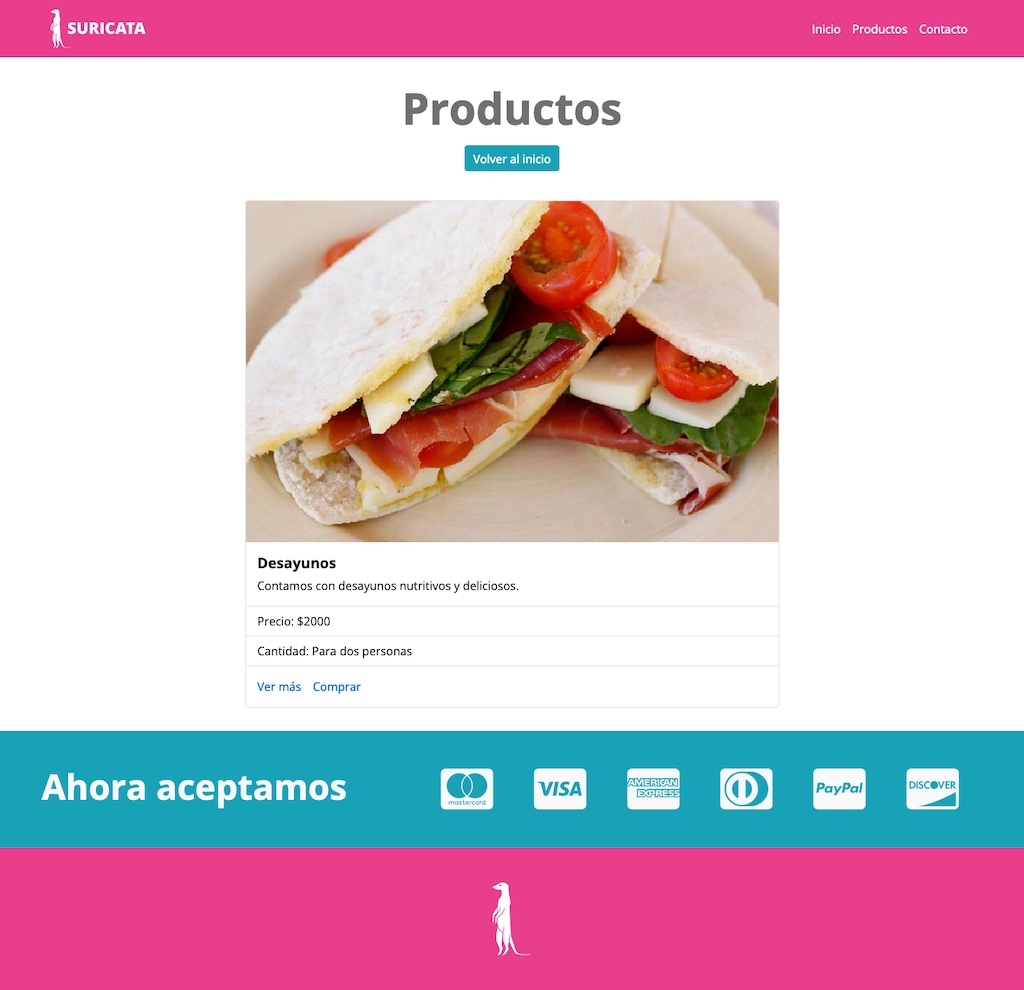 SURICATA
Inicio Productos Contacto
Productos
Volver al inicio
Desayunos
Contamos con desayunos nutritivos y deliciosos.
Precio: $2000
Cantidad: Para dos personas
Ver más Comprar
Ahora aceptamos
mastercard
VISA
AMERICAN
EXPRESS
PayPal
DISCOVER